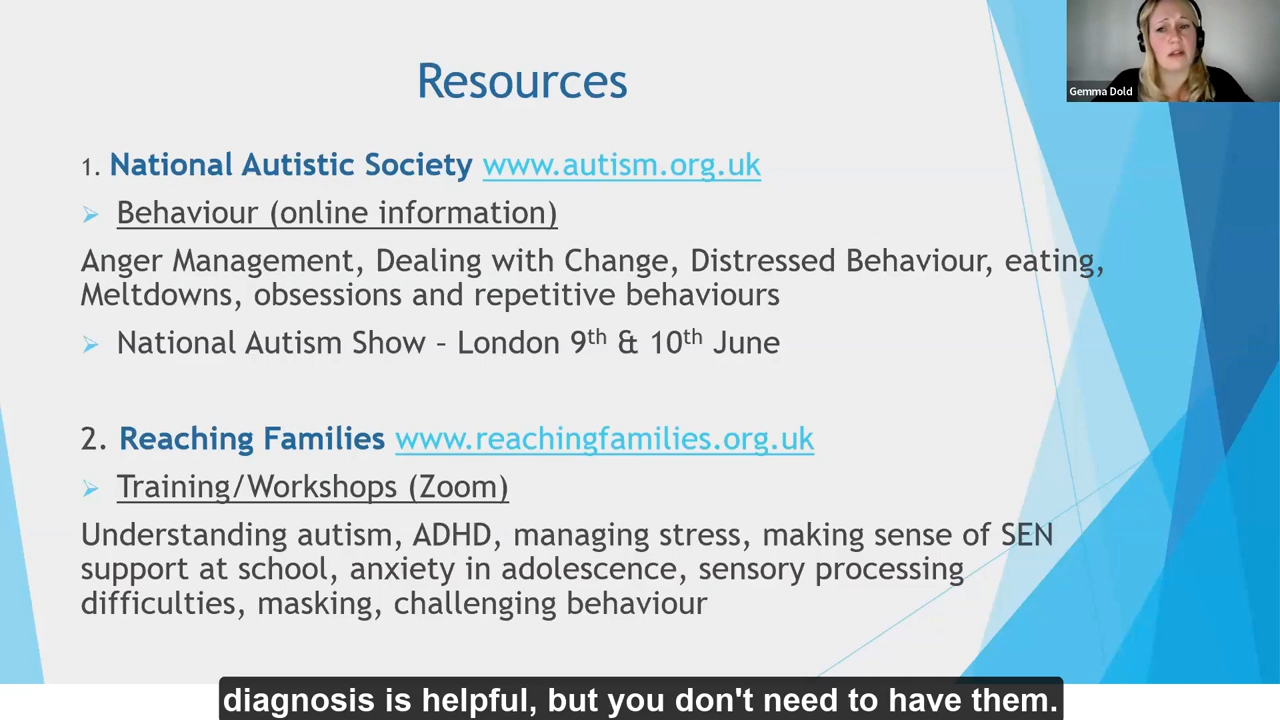 Resources
Gemma Dold
1. National Autistic Society www.autism.org.uk
Behaviour (online information)
Anger Management, Dealing with Change, Distressed Behaviour, eating,
Meltdowns, obsessions and repetitive behaviours
National Autism Show – London 9th & 10th June
2. Reaching Families www.reachingfamilies.org.uk
Training/Workshops (Zoom)
Understanding autism, ADHD, managing stress, making sense of SEN
support at school, anxiety in adolescence, sensory processing
difficulties, masking, challenging behaviour
diagnosis is helpful, but you don't need to have them.